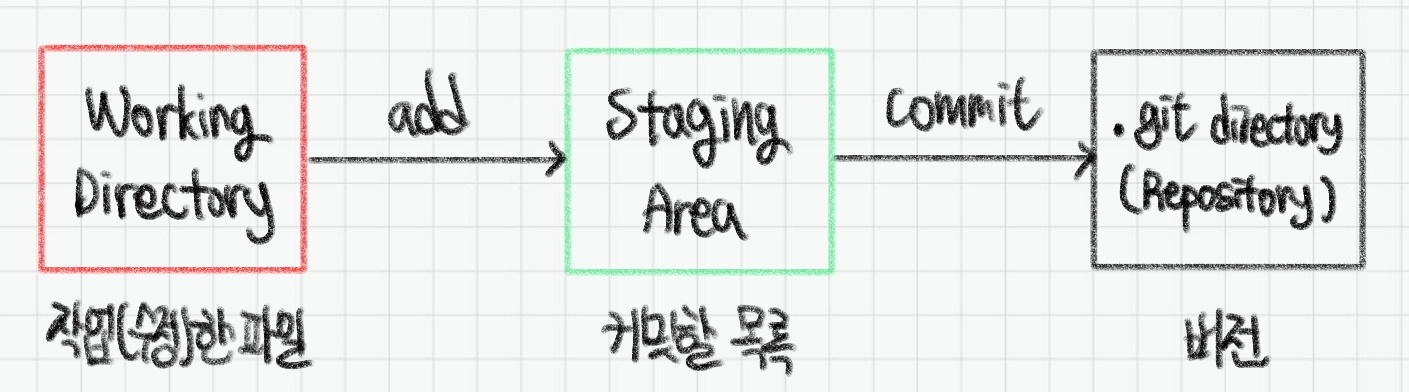 Working
Directory
add
Staging
Area
commit
.git directory
(Repository)
작업(수정)한 파일
커밋할 목록
버전